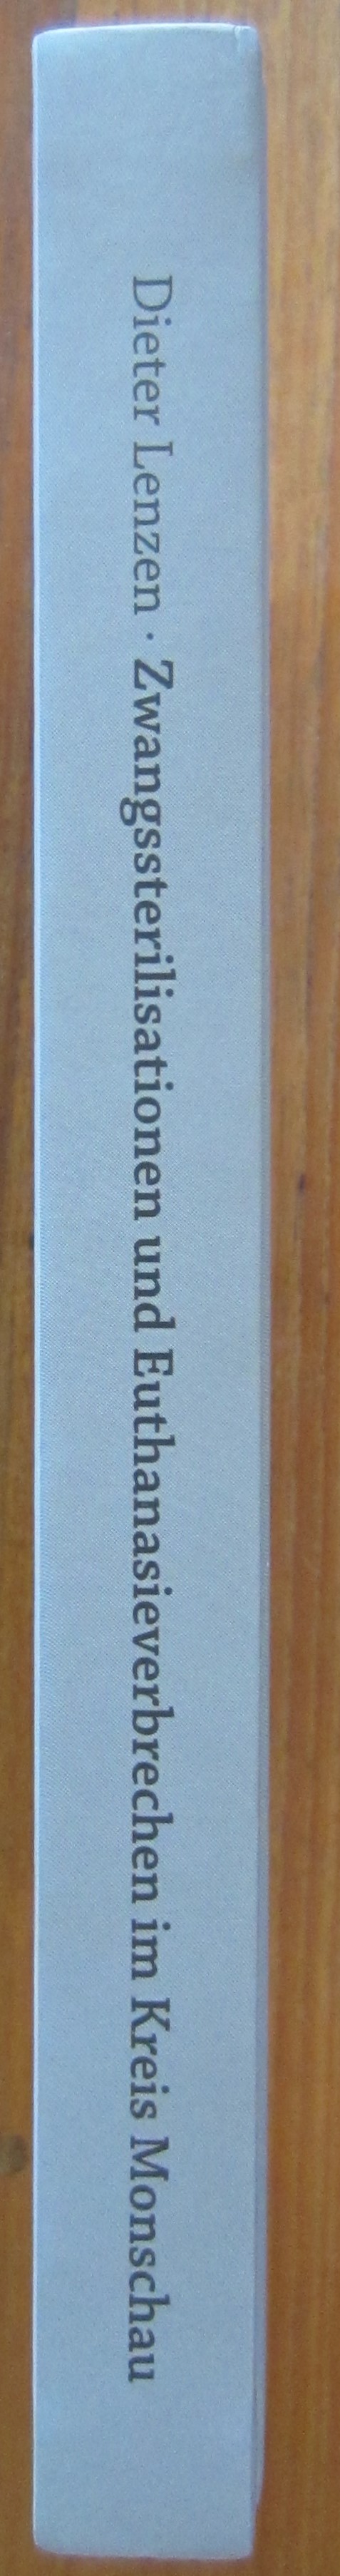 Dieter Lenzen · Zwangssterilisationen und Euthanasieverbrechen im Kreis Monschau